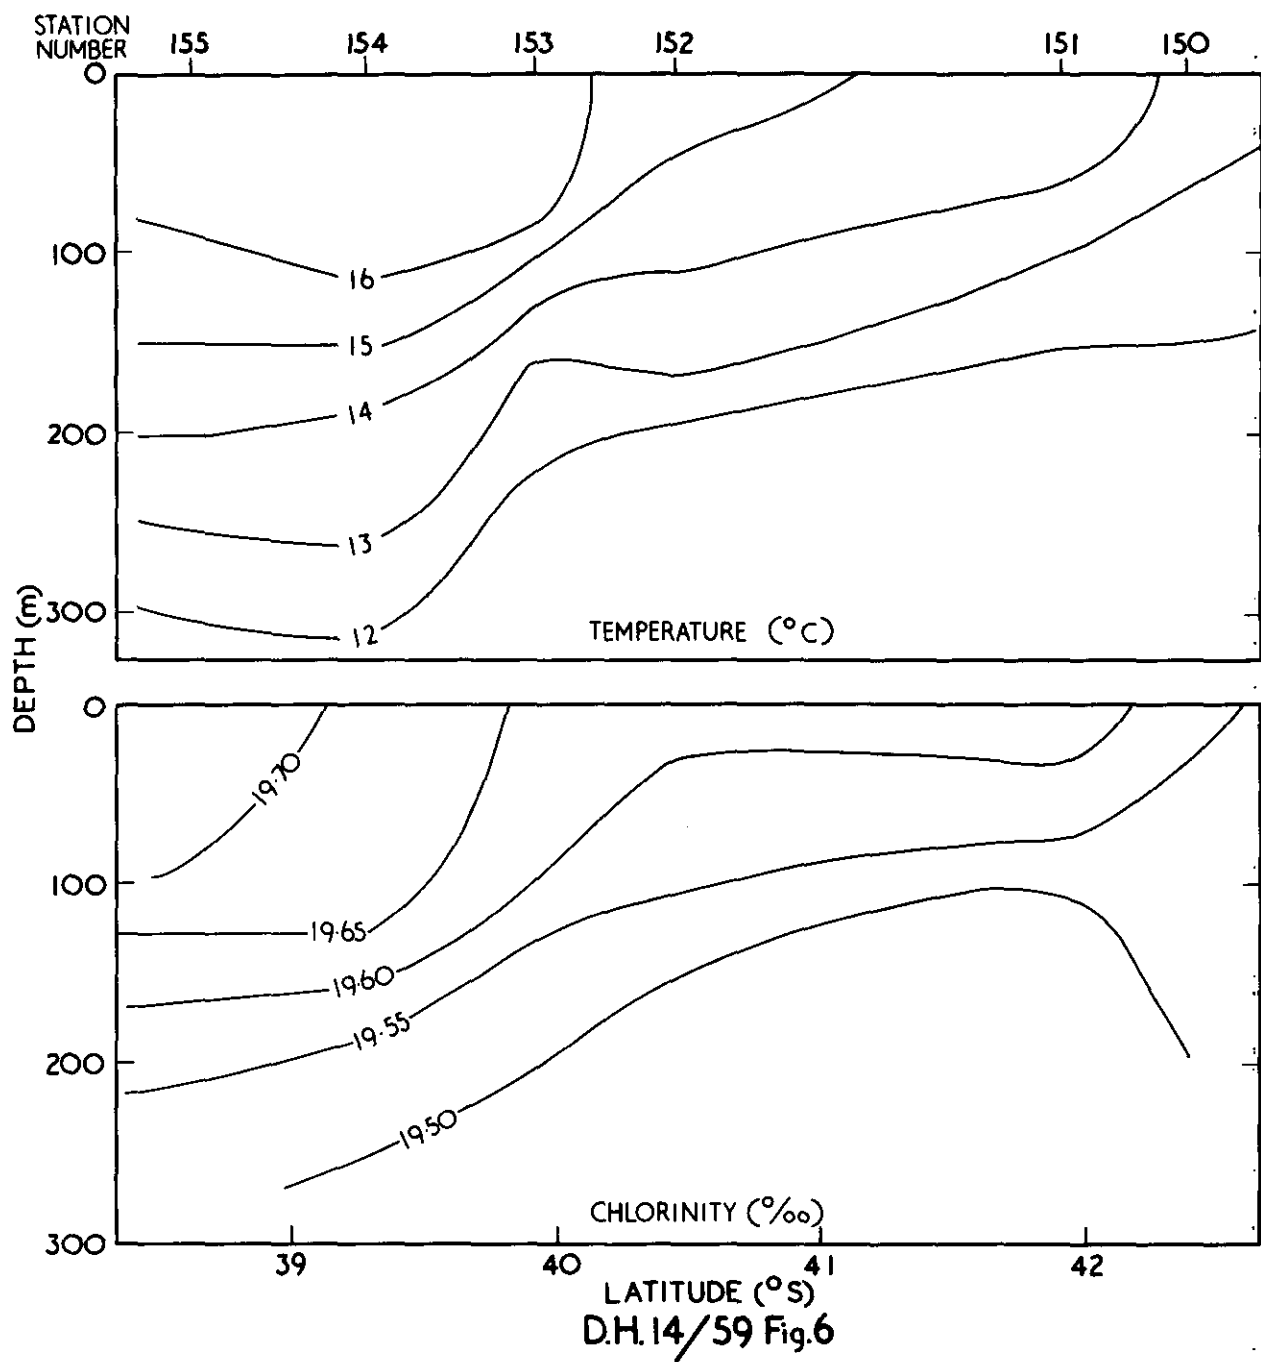 STATION
NUMBER 155 154 153 152 151 150
0
100
200
300
16
15
14
13
12
TEMPERATURE (°C)
DEPTH (m)
0
100
200
300
19·70
19·65
19·60
19·55
19·50
CHLORINITY (°/oo)
39 40 41 42
LATITUDE (°S)
D.H.14/59 Fig.6